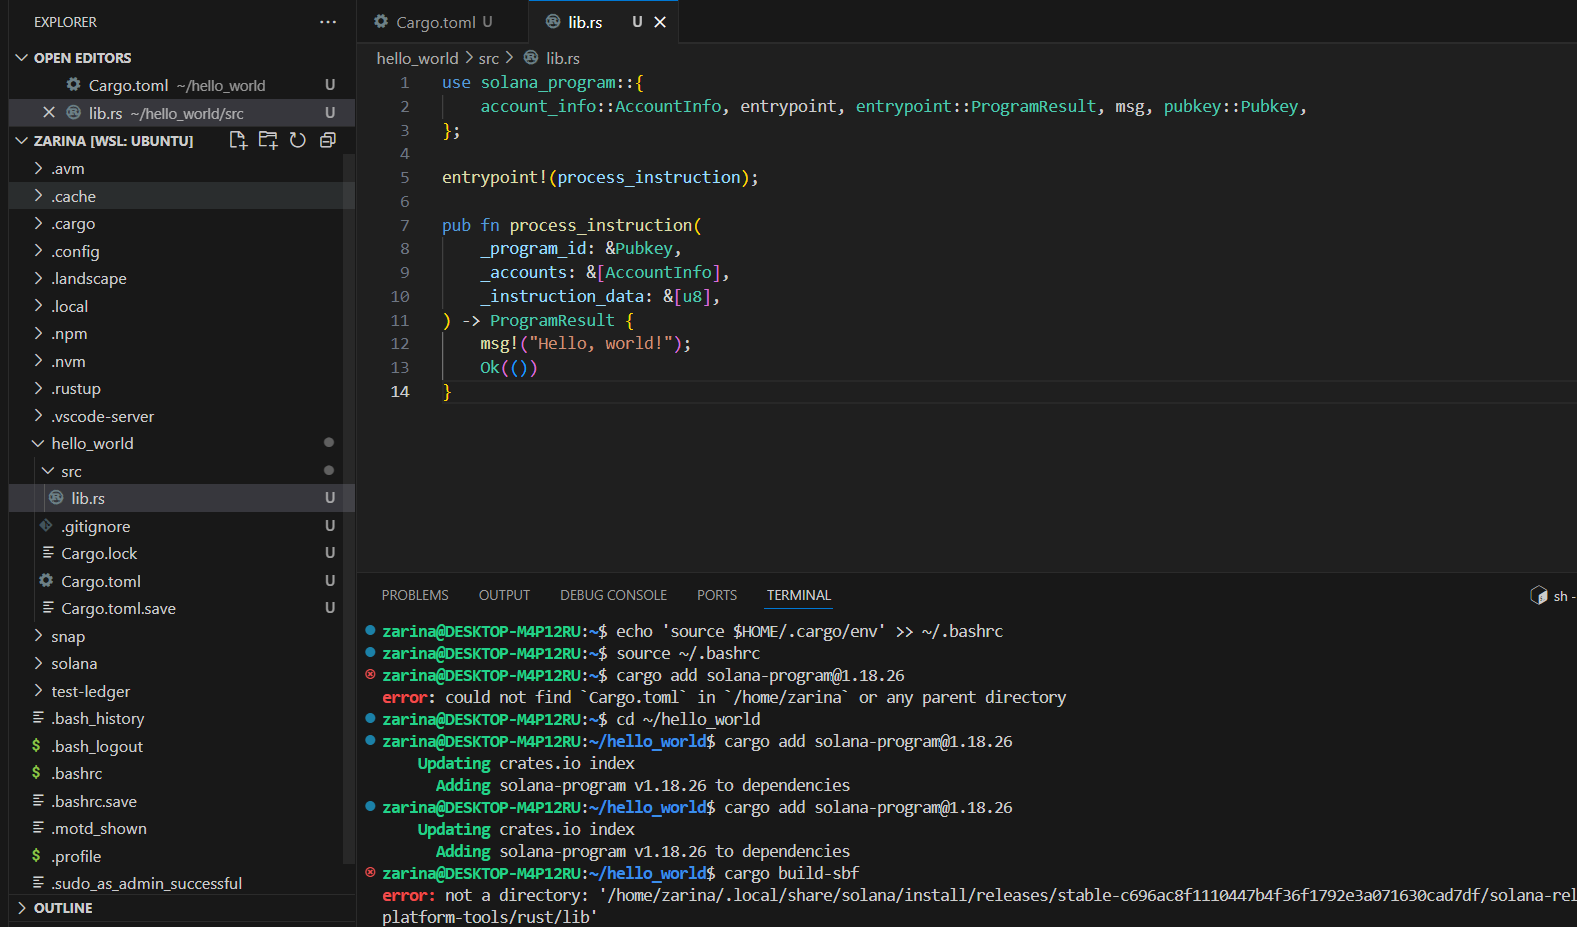 EXPLORER
OPEN EDITORS
Cargo.toml ~/hello_world U
lib.rs ~/hello_world/src U
ZARINA [WSL: UBUNTU]
.avm
.cache
.cargo
.config
.landscape
.local
.npm
.nvm
.rustup
.vscode-server
hello_world
src
lib.rs U
.gitignore U
Cargo.lock U
Cargo.toml U
Cargo.toml.save U
snap
solana
test-ledger
.bash_history
$ .bash_logout
$ .bashrc
.bashrc.save
.motd_shown
$ .profile
.sudo_as_admin_successful
OUTLINE
Cargo.toml U lib.rs U
hello_world > src > lib.rs
1 use solana_program::{
2 account_info::AccountInfo, entrypoint, entrypoint::ProgramResult, msg, pubkey::Pubkey,
3 };
4
5 entrypoint!(process_instruction);
6
7 pub fn process_instruction(
8 _program_id: &Pubkey,
9 _accounts: &[AccountInfo],
10 _instruction_data: &[u8],
11 ) -> ProgramResult {
12 msg!("Hello, world!");
13 Ok(())
14 }
PROBLEMS OUTPUT DEBUG CONSOLE PORTS TERMINAL sh -
zarina@DESKTOP-M4P12RU:~$ echo 'source $HOME/.cargo/env' >> ~/.bashrc
zarina@DESKTOP-M4P12RU:~$ source ~/.bashrc
zarina@DESKTOP-M4P12RU:~$ cargo add solana-program@1.18.26
error: could not find `Cargo.toml` in `/home/zarina` or any parent directory
zarina@DESKTOP-M4P12RU:~$ cd ~/hello_world
zarina@DESKTOP-M4P12RU:~/hello_world$ cargo add solana-program@1.18.26
Updating crates.io index
Adding solana-program v1.18.26 to dependencies
zarina@DESKTOP-M4P12RU:~/hello_world$ cargo add solana-program@1.18.26
Updating crates.io index
Adding solana-program v1.18.26 to dependencies
zarina@DESKTOP-M4P12RU:~/hello_world$ cargo build-sbf
error: not a directory: '/home/zarina/.local/share/solana/install/releases/stable-c696ac8f1110447b4f36f1792e3a071630cad7df/solana-rel
platform-tools/rust/lib'